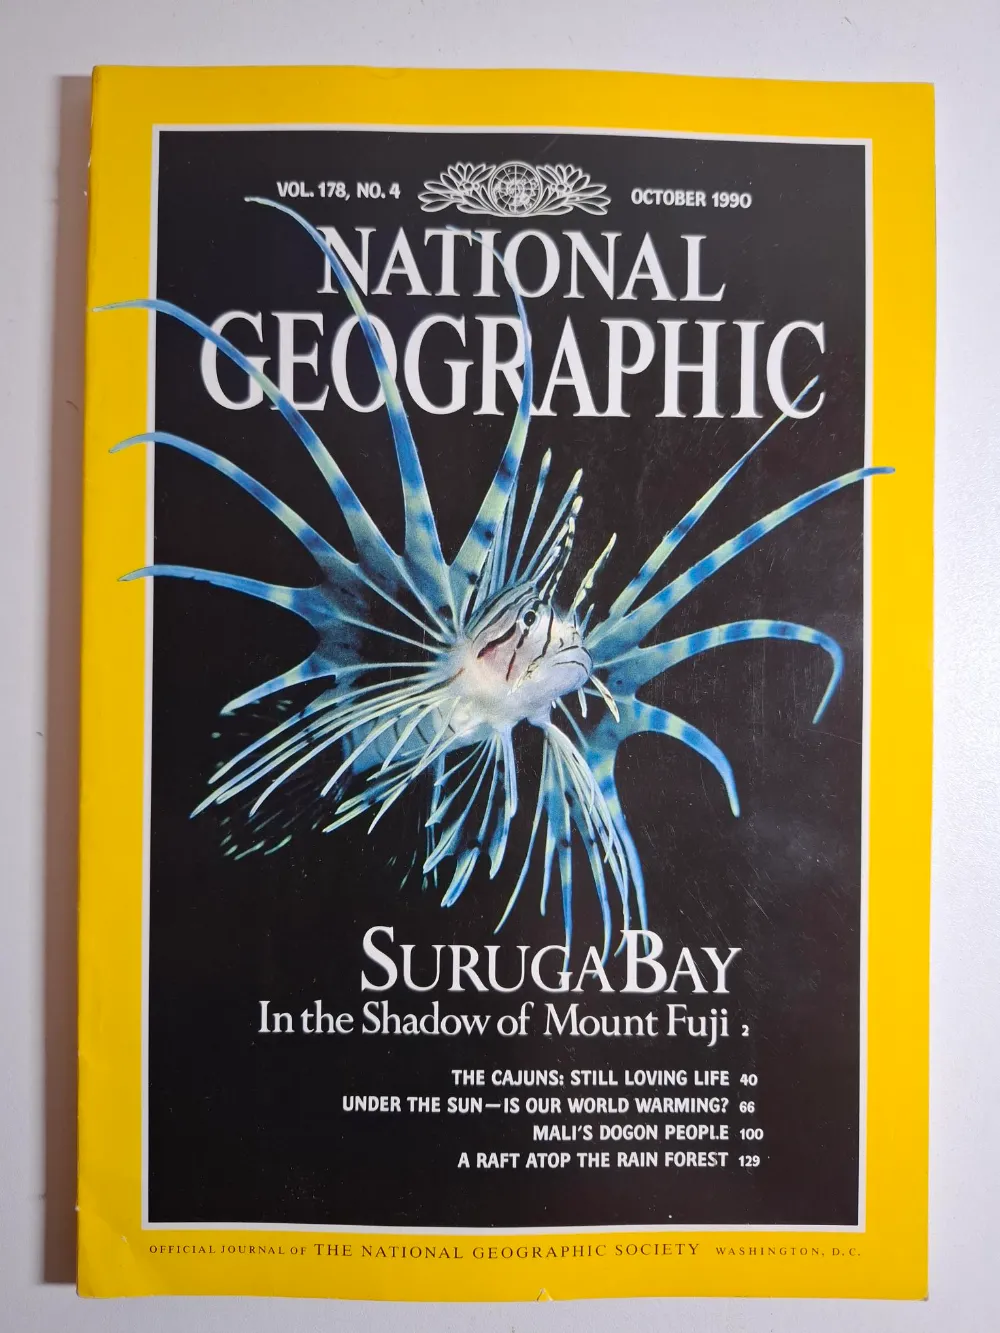 VOL. 178, NO. 4
OCTOBER 1990
NATIONAL
GEOGRAPHIC
SURUGA BAY
In the Shadow of Mount Fuji 2
THE CAJUNS: STILL LOVING LIFE 40
UNDER THE SUN—IS OUR WORLD WARMING? 66
MALI'S DOGON PEOPLE 100
A RAFT ATOP THE RAIN FOREST 129
OFFICIAL JOURNAL OF THE NATIONAL GEOGRAPHIC SOCIETY WASHINGTON, D.C.